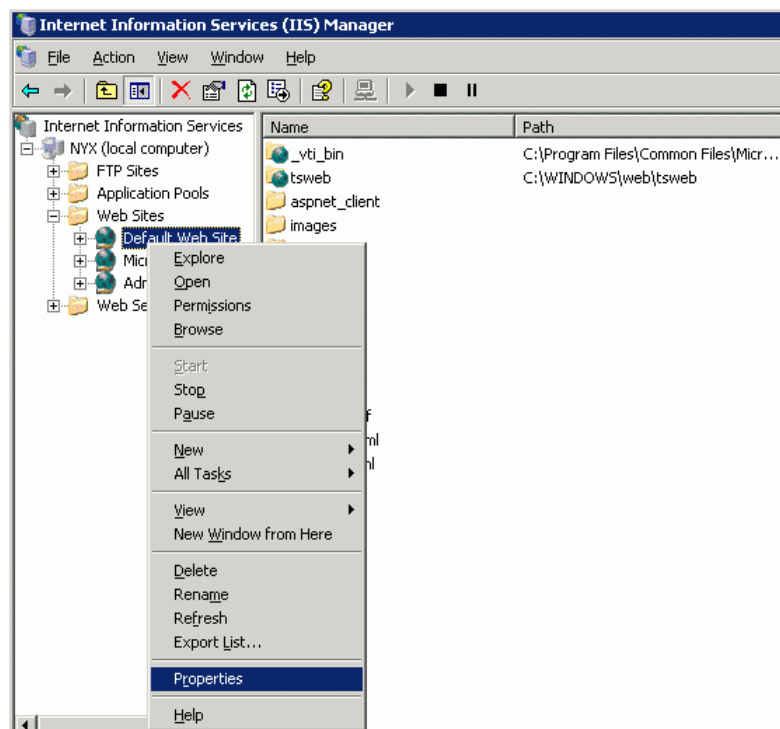 Internet Information Services (IIS) Manager
File Action View Window Help
Internet Information Services
NYX (local computer)
FTP Sites
Application Pools
Web Sites
Default Web Site
Mic
Adr
Web Se
Name Path
_vti_bin C:\Program Files\Common Files\Micr...
tsweb C:\WINDOWS\web\tsweb
aspnet_client
images
Explore
Open
Permissions
Browse
Start
Stop
Pause
New
All Tasks
View
New Window from Here
Delete
Rename
Refresh
Export List...
Properties
Help